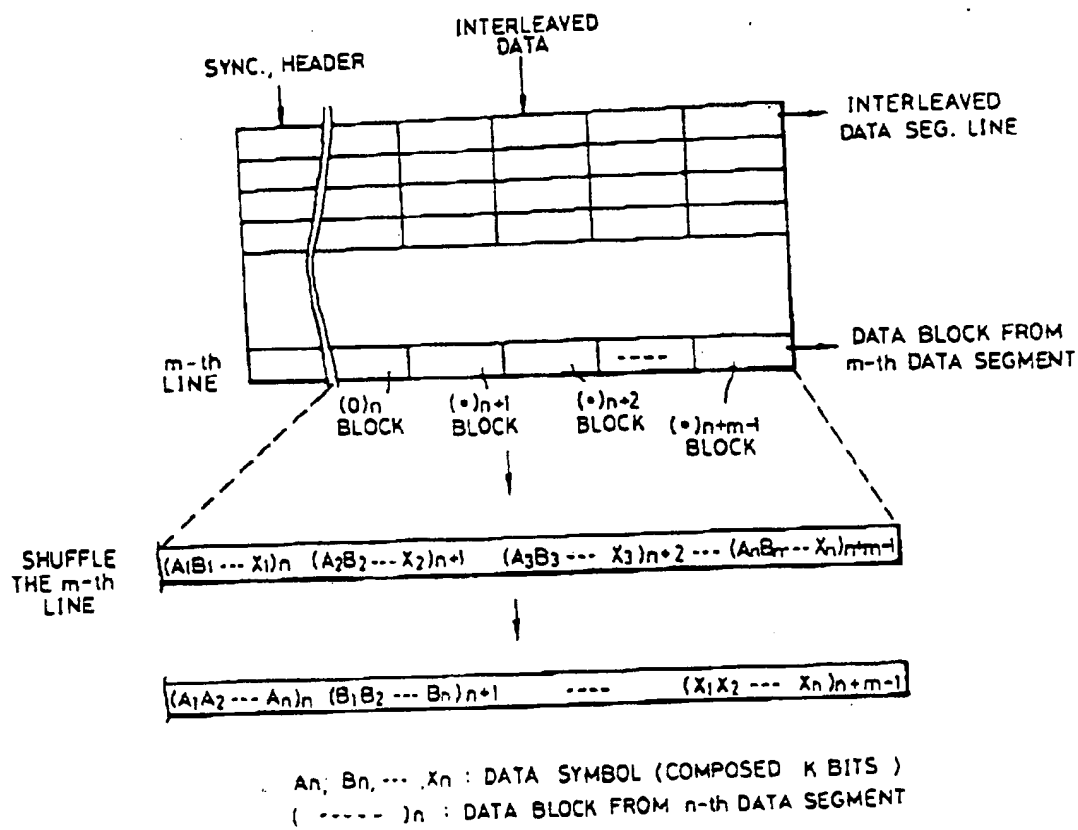 INTERLEAVED
DATA
SYNC., HEADER
INTERLEAVED
DATA SEG. LINE
m-th
LINE
----
DATA BLOCK FROM
m-th DATA SEGMENT
(0)n
BLOCK
(•)n+1
BLOCK
(•)n+2
BLOCK
(•)n+m-1
BLOCK
SHUFFLE
THE m-th
LINE
(A1B1 --- X1)n (A2B2 --- X2)n+1 (A3B3 --- X3)n+2 --- (AnBn --- Xn)n+m-1
(A1A2 --- An)n (B1B2 --- Bn)n+1 ---- (X1X2 --- Xn)n+m-1
An; Bn, --- ,Xn : DATA SYMBOL (COMPOSED K BITS )
( ----- )n : DATA BLOCK FROM n-th DATA SEGMENT